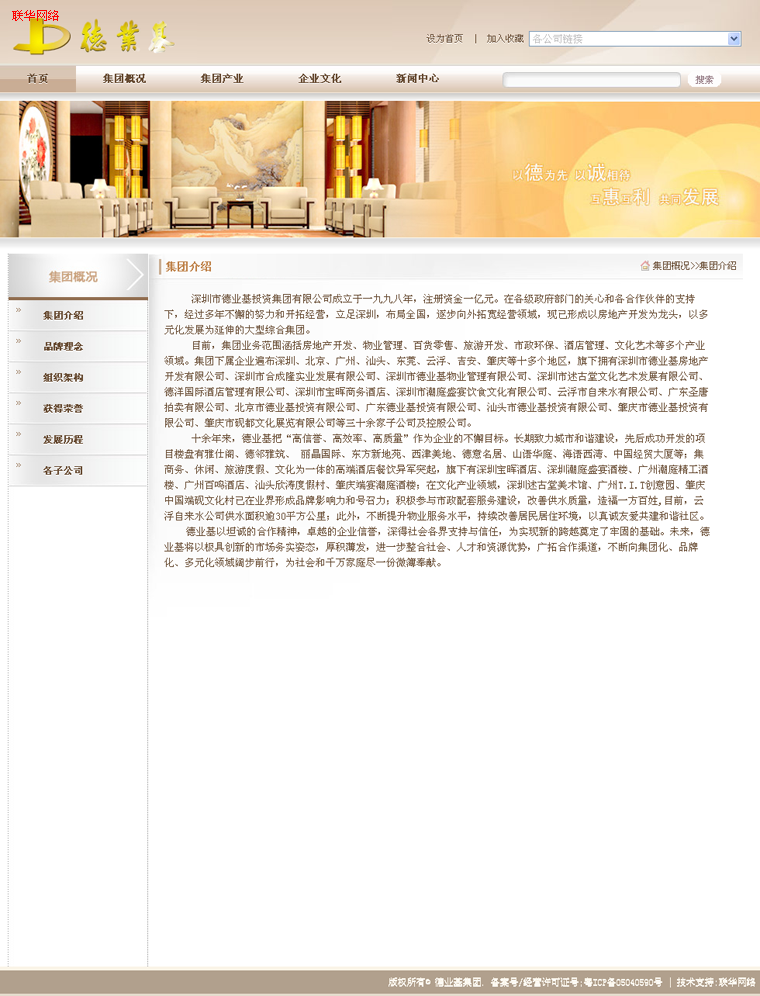 联华网络
德业基
设为首页 | 加入收藏 各公司链接
首页 集团概况 集团产业 企业文化 新闻中心 搜索
以德为先 以诚相待
互惠互利 共同发展
集团概况
集团介绍
品牌理念
组织架构
获得荣誉
发展历程
各子公司
集团介绍 集团概况>>集团介绍
深圳市德业基投资集团有限公司成立于一九九八年，注册资金一亿元。在各级政府部门的关心和各合作伙伴的支持
下，经过多年不懈的努力和开拓经营，立足深圳，布局全国，逐步向外拓宽经营领域，现已形成以房地产开发为龙头，以多
元化发展为延伸的大型综合集团。
目前，集团业务范围涵括房地产开发、物业管理、百货零售、旅游开发、市政环保、酒店管理、文化艺术等多个产业
领域。集团下属企业遍布深圳、北京、广州、汕头、东莞、云浮、吉安、肇庆等十多个地区，旗下拥有深圳市德业基房地产
开发有限公司、深圳市合成隆实业发展有限公司、深圳市德业基物业管理有限公司、深圳市述古堂文化艺术发展有限公司、
德洋国际酒店管理有限公司、深圳市宝晖商务酒店、深圳市潮庭盛宴饮食文化有限公司、云浮市自来水有限公司、广东圣唐
拍卖有限公司、北京市德业基投资有限公司、广东德业基投资有限公司、汕头市德业基投资有限公司、肇庆市德业基投资有
限公司、肇庆市砚都文化展览有限公司等三十余家子公司及控股公司。
十余年来，德业基把“高信誉、高效率、高质量”作为企业的不懈目标。长期致力城市和谐建设，先后成功开发的项
目楼盘有雅仕阁、德邻雅筑、 丽晶国际、东方新地苑、西津美地、德意名居、山语华庭、海语西湾、中国经贸大厦等；集
商务、休闲、旅游度假、文化为一体的高端酒店餐饮异军突起，旗下有深圳宝晖酒店、深圳潮庭盛宴酒楼、广州潮庭精工酒
楼、广州百鸣酒店、汕头欣涛度假村、肇庆端宴潮庭酒楼；在文化产业领域，深圳述古堂美术馆、广州T.I.T创意园、肇庆
中国端砚文化村已在业界形成品牌影响力和号召力；积极参与市政配套服务建设，改善供水质量，造福一方百姓,目前，云
浮自来水公司供水面积逾30平方公里；此外，不断提升物业服务水平，持续改善居民居住环境，以真诚友爱共建和谐社区。
德业基以坦诚的合作精神，卓越的企业信誉，深得社会各界支持与信任，为实现新的跨越奠定了牢固的基础。未来，德
业基将以极具创新的市场务实姿态，厚积薄发，进一步整合社会、人才和资源优势，广拓合作渠道，不断向集团化、品牌
化、多元化领域阔步前行，为社会和千万家庭尽一份微簿奉献。
版权所有© 德业基集团. 备案号/经营许可证号:粤ICP备05040590号 | 技术支持:联华网络